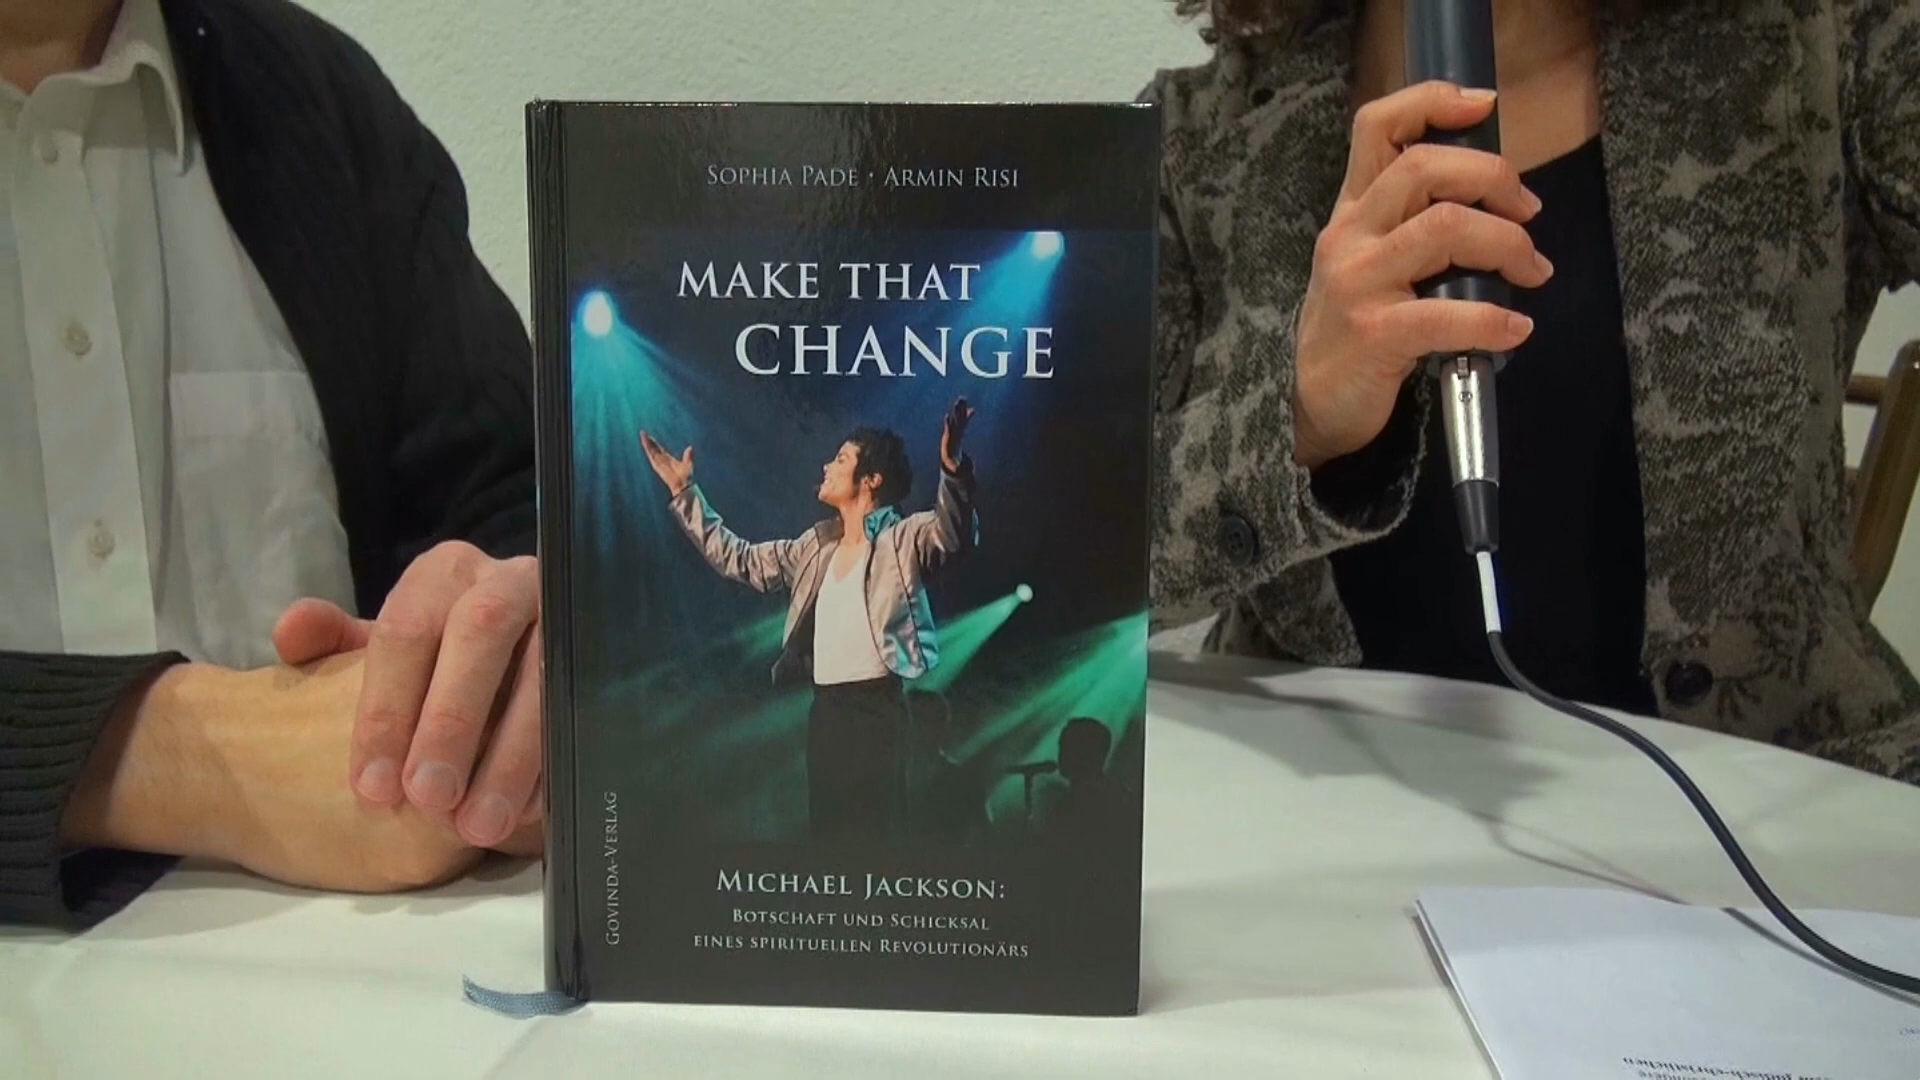 SOPHIA PADE · ARMIN RISI
MAKE THAT
CHANGE
GOVINDA-VERLAG
MICHAEL JACKSON:
BOTSCHAFT UND SCHICKSAL
EINES SPIRITUELLEN REVOLUTIONÄRS